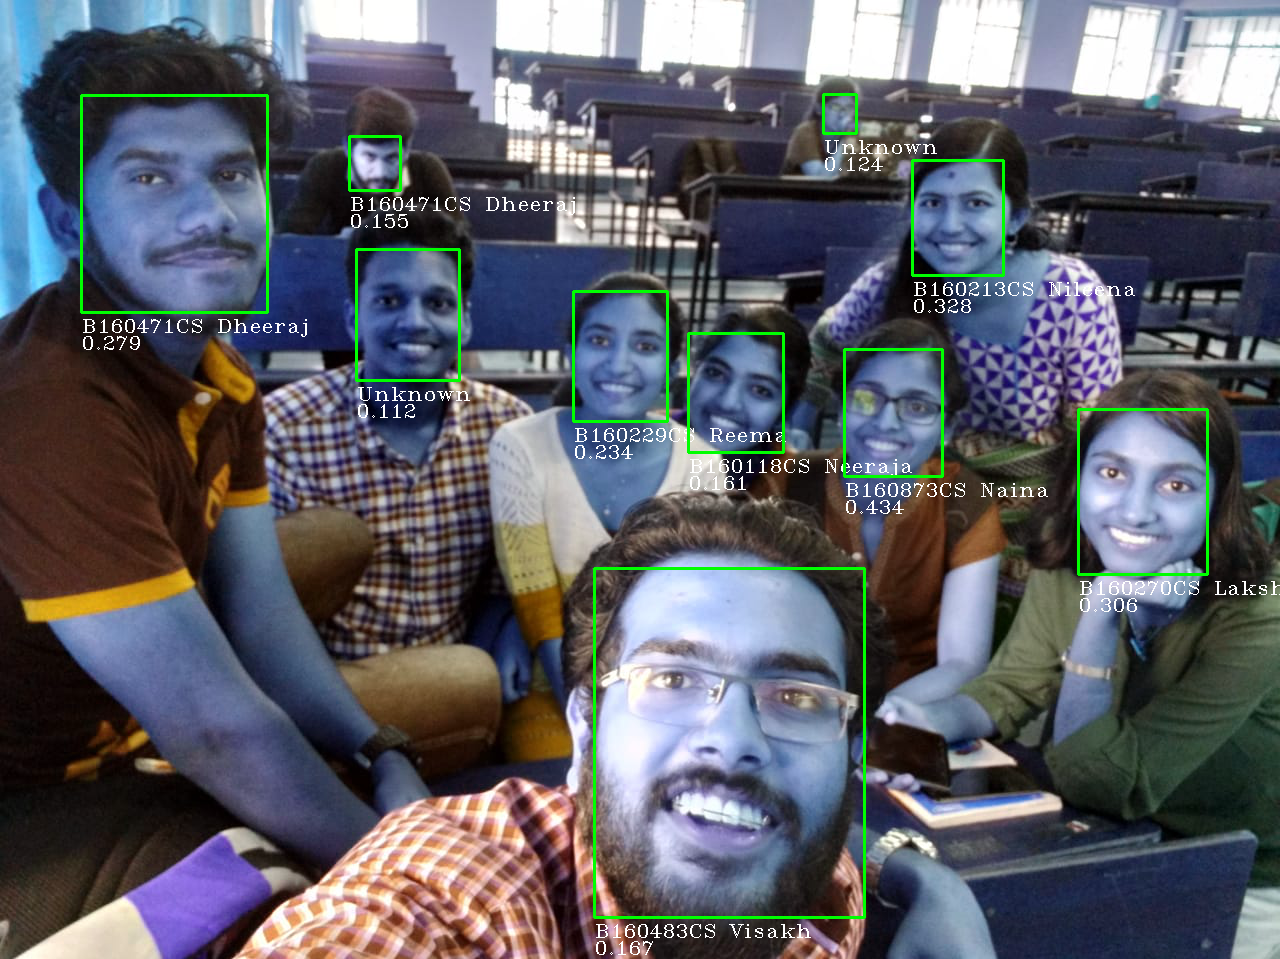 Unknown
0.124
B160471CS Dheeraj
0.155
B160213CS Nileena
0.328
B160471CS Dheeraj
0.279
Unknown
0.112
B160229CS Reema
0.234
B160118CS Neeraja
0.161
B160873CS Naina
0.434
B160270CS Laksh
0.306
B160483CS Visakh
0.167